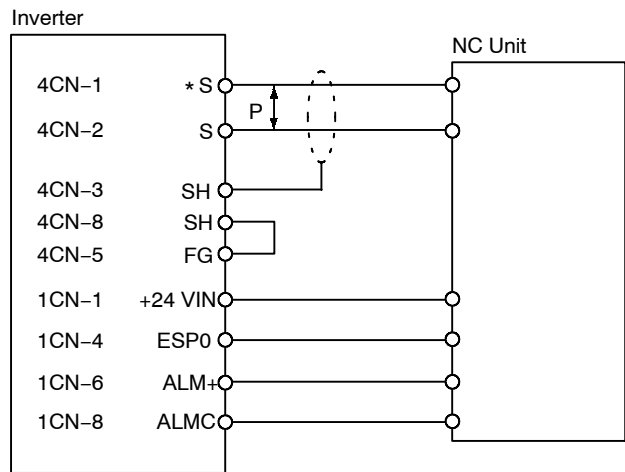 Inverter
NC Unit
4CN−1 * S
P
4CN−2 S
4CN−3 SH
4CN−8 SH
4CN−5 FG
1CN−1 +24 VIN
1CN−4 ESP0
1CN−6 ALM+
1CN−8 ALMC